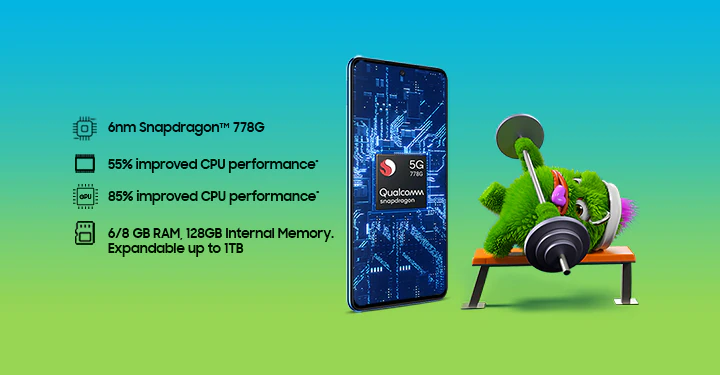 6nm Snapdragon™ 778G
55% improved CPU performance*
GPU
85% improved CPU performance*
6/8 GB RAM, 128GB Internal Memory.
Expandable up to 1TB
5G
778G
Qualcomm
snapdragon